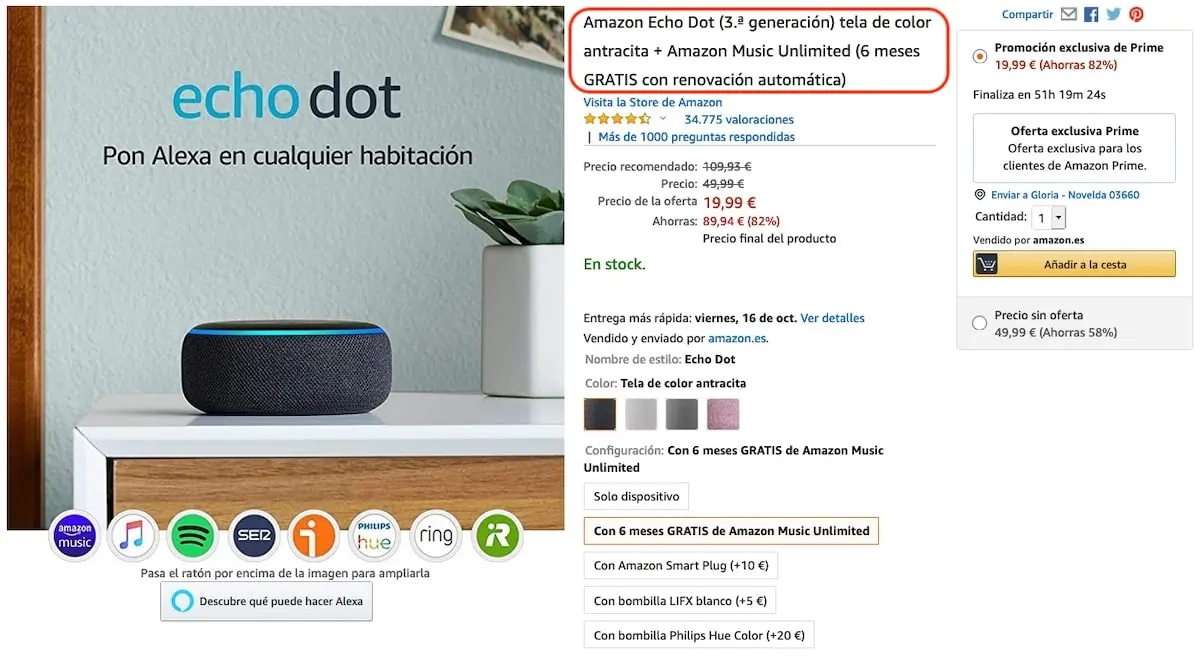 echo dot
Pon Alexa en cualquier habitación
amazon
music
SER
i
PHILIPS
hue
ring
iR
Pasa el ratón por encima de la imagen para ampliarla
Descubre qué puede hacer Alexa
Amazon Echo Dot (3.ª generación) tela de color
antracita + Amazon Music Unlimited (6 meses
GRATIS con renovación automática)
Visita la Store de Amazon
34.775 valoraciones
| Más de 1000 preguntas respondidas
Precio recomendado: 109,93 €
Precio: 49,99 €
Precio de la oferta 19,99 €
Ahorras: 89,94 € (82%)
Precio final del producto
En stock.
Entrega más rápida: viernes, 16 de oct. Ver detalles
Vendido y enviado por amazon.es.
Nombre de estilo: Echo Dot
Color: Tela de color antracita
Configuración: Con 6 meses GRATIS de Amazon Music
Unlimited
Solo dispositivo
Con 6 meses GRATIS de Amazon Music Unlimited
Con Amazon Smart Plug (+10 €)
Con bombilla LIFX blanco (+5 €)
Con bombilla Philips Hue Color (+20 €)
Compartir
Promoción exclusiva de Prime
19,99 € (Ahorras 82%)
Finaliza en 51h 19m 24s
Oferta exclusiva Prime
Oferta exclusiva para los
clientes de Amazon Prime.
Enviar a Gloria - Novelda 03660
Cantidad: 1
Vendido por amazon.es
Añadir a la cesta
Precio sin oferta
49,99 € (Ahorras 58%)